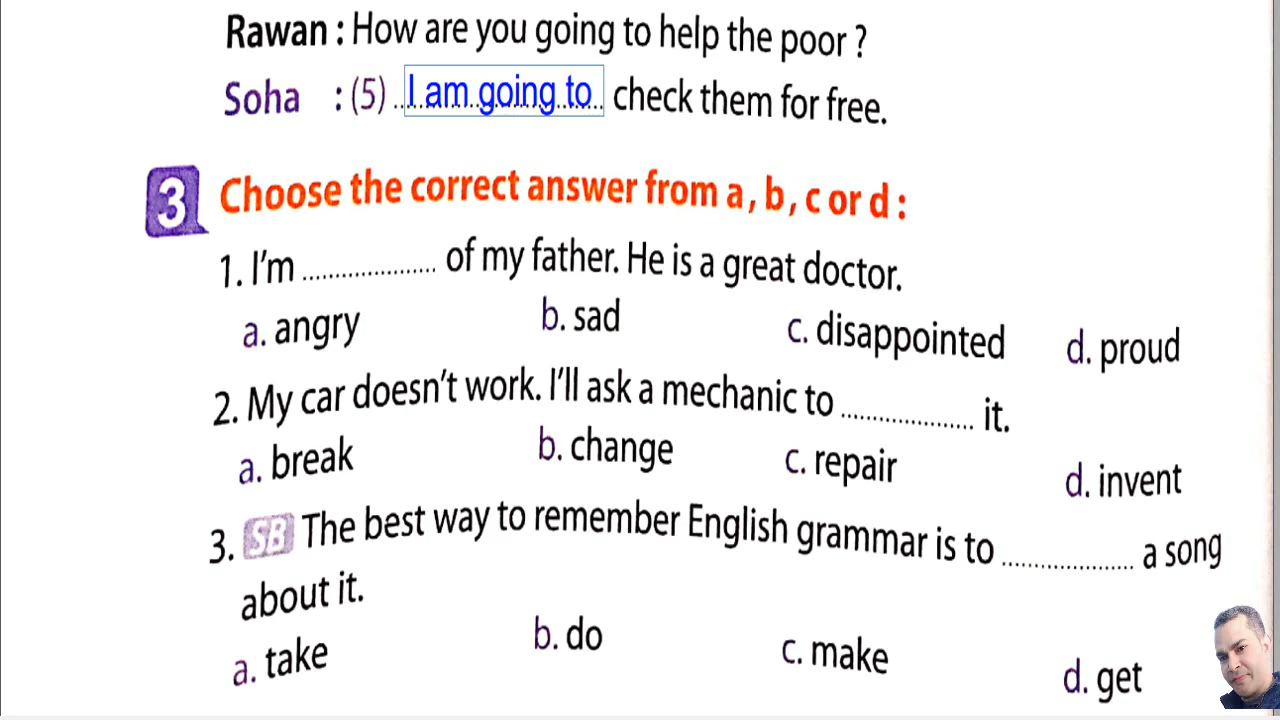 Rawan : How are you going to help the poor ?
Soha : (5) ..I am going to.. check them for free.
3 Choose the correct answer from a , b , c or d :
1. I'm ..................... of my father. He is a great doctor.
a. angry b. sad c. disappointed d. proud
2. My car doesn't work. I'll ask a mechanic to ..................... it.
a. break b. change c. repair d. invent
3. SB The best way to remember English grammar is to ..................... a song
about it.
a. take b. do c. make d. get